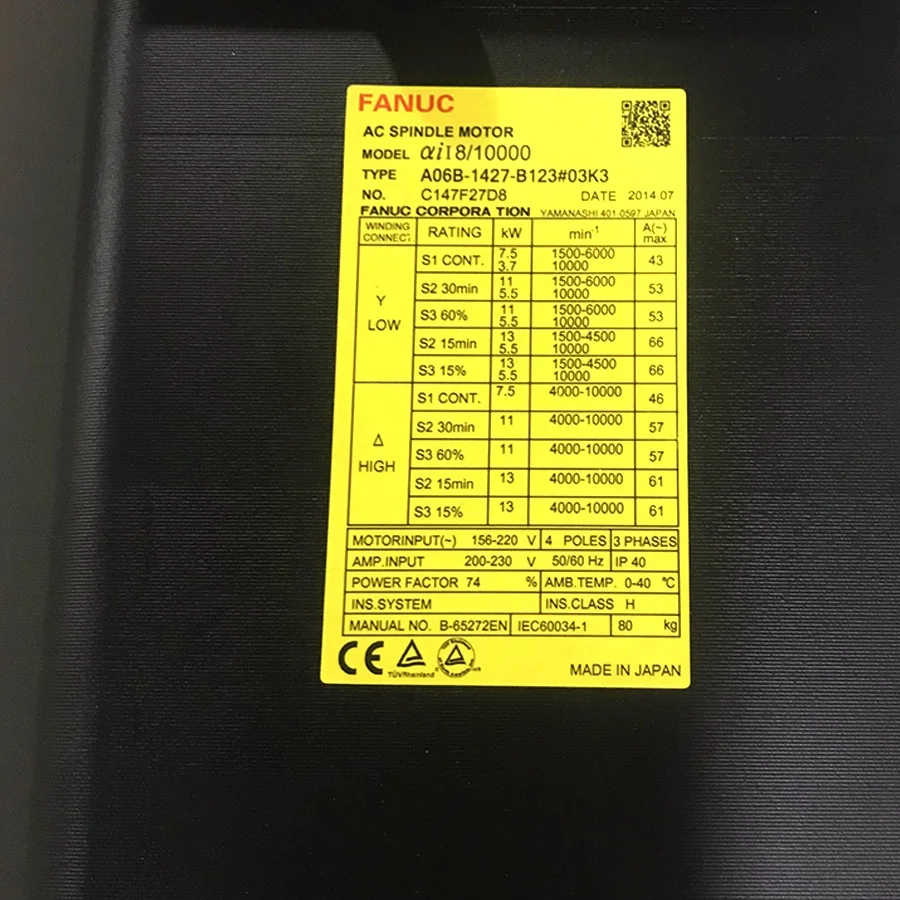 FANUC
AC SPINDLE MOTOR
MODEL αiI8/10000
TYPE A06B-1427-B123#03K3
NO. C147F27D8 DATE 2014.07
FANUC CORPORATION YAMANASHI 401-0597 JAPAN
WINDING CONNECT. RATING kW min⁻¹ A(~) max
Y LOW
S1 CONT. 7.5 1500-6000 43
3.7 10000
S2 30min 11 1500-6000 53
5.5 10000
S3 60% 11 1500-6000 53
5.5 10000
S2 15min 13 1500-4500 66
5.5 10000
S3 15% 13 1500-4500 66
5.5 10000
Δ HIGH
S1 CONT. 7.5 4000-10000 46
S2 30min 11 4000-10000 57
S3 60% 11 4000-10000 57
S2 15min 13 4000-10000 61
S3 15% 13 4000-10000 61
MOTORINPUT(~) 156-220 V 4 POLES 3 PHASES
AMP.INPUT 200-230 V 50/60 Hz IP 40
POWER FACTOR 74 % AMB.TEMP. 0-40 ℃
INS.SYSTEM INS.CLASS H
MANUAL NO. B-65272EN IEC60034-1 80 kg
CE TÜVRheinland MADE IN JAPAN